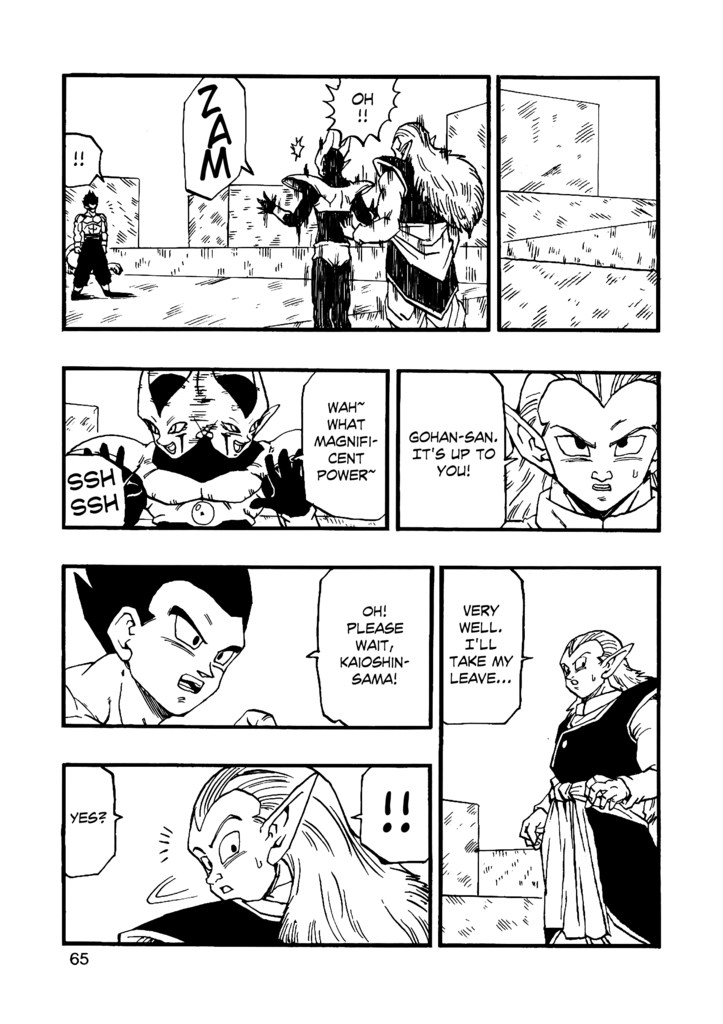 OH
!!
ZAM
!!
GOHAN-SAN.
IT'S UP TO
YOU!
WAH~
WHAT
MAGNIFI-
CENT
POWER~
SSH
SSH
VERY
WELL.
I'LL
TAKE MY
LEAVE...
OH!
PLEASE
WAIT,
KAIOSHIN-
SAMA!
!!
YES?
65